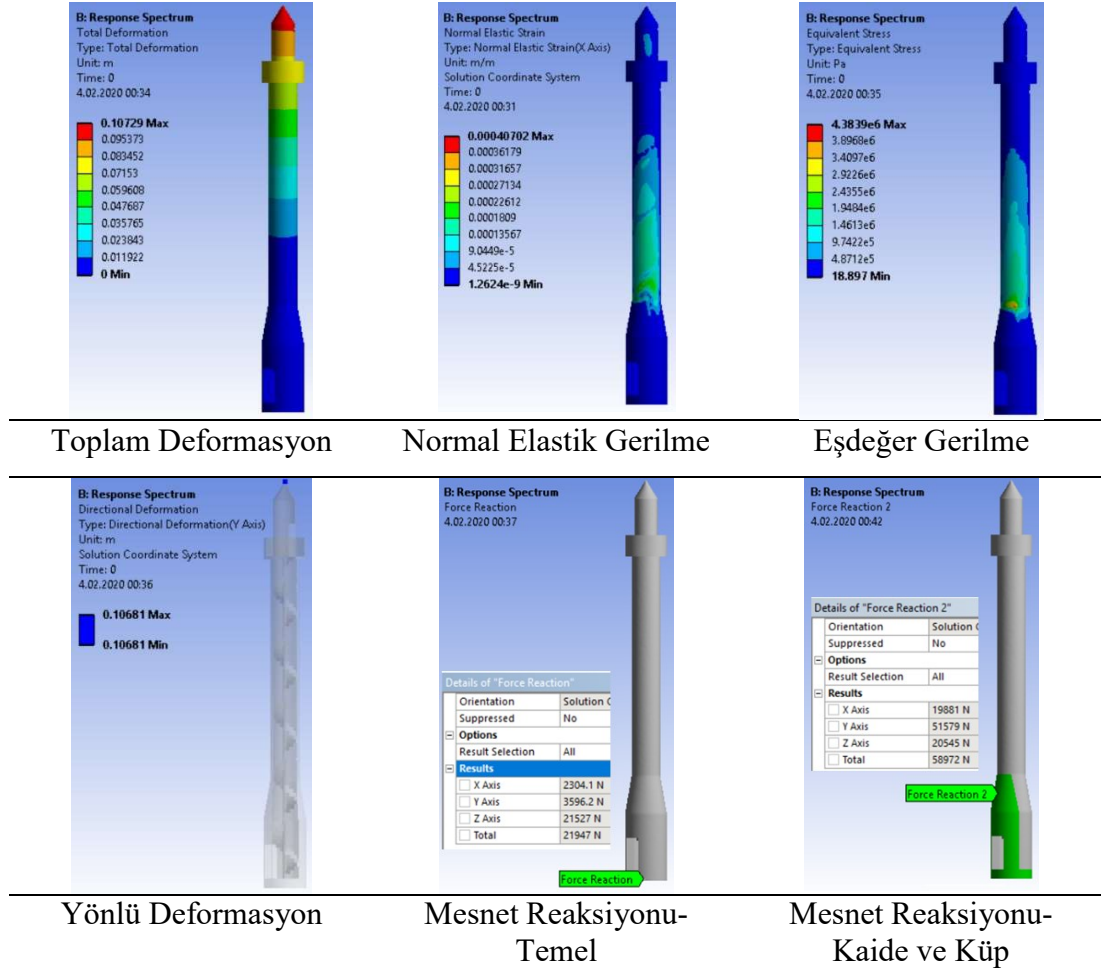 B: Response Spectrum
Total Deformation
Type: Total Deformation
Unit: m
Time: 0
4.02.2020 00:34
0.10729 Max
0.095373
0.083452
0.07153
0.059608
0.047687
0.035765
0.023843
0.011922
0 Min
B: Response Spectrum
Normal Elastic Strain
Type: Normal Elastic Strain(X Axis)
Unit: m/m
Solution Coordinate System
Time: 0
4.02.2020 00:31
0.00040702 Max
0.00036179
0.00031657
0.00027134
0.00022612
0.0001809
0.00013567
9.0449e-5
4.5225e-5
1.2624e-9 Min
B: Response Spectrum
Equivalent Stress
Type: Equivalent Stress
Unit: Pa
Time: 0
4.02.2020 00:35
4.3839e6 Max
3.8968e6
3.4097e6
2.9226e6
2.4355e6
1.9484e6
1.4613e6
9.7422e5
4.8712e5
18.897 Min
Toplam Deformasyon
Normal Elastik Gerilme
Eşdeğer Gerilme
B: Response Spectrum
Directional Deformation
Type: Directional Deformation(Y Axis)
Unit: m
Solution Coordinate System
Time: 0
4.02.2020 00:36
0.10681 Max
0.10681 Min
B: Response Spectrum
Force Reaction
4.02.2020 00:37
Details of "Force Reaction"
Orientation Solution
Suppressed No
Options
Result Selection All
Results
X Axis 2304.1 N
Y Axis 3596.2 N
Z Axis 21527 N
Total 21947 N
Force Reaction
B: Response Spectrum
Force Reaction 2
4.02.2020 00:42
Details of "Force Reaction 2"
Orientation Solution
Suppressed No
Options
Result Selection All
Results
X Axis 19881 N
Y Axis 51579 N
Z Axis 20545 N
Total 58972 N
Force Reaction 2
Yönlü Deformasyon
Mesnet Reaksiyonu-
Temel
Mesnet Reaksiyonu-
Kaide ve Küp